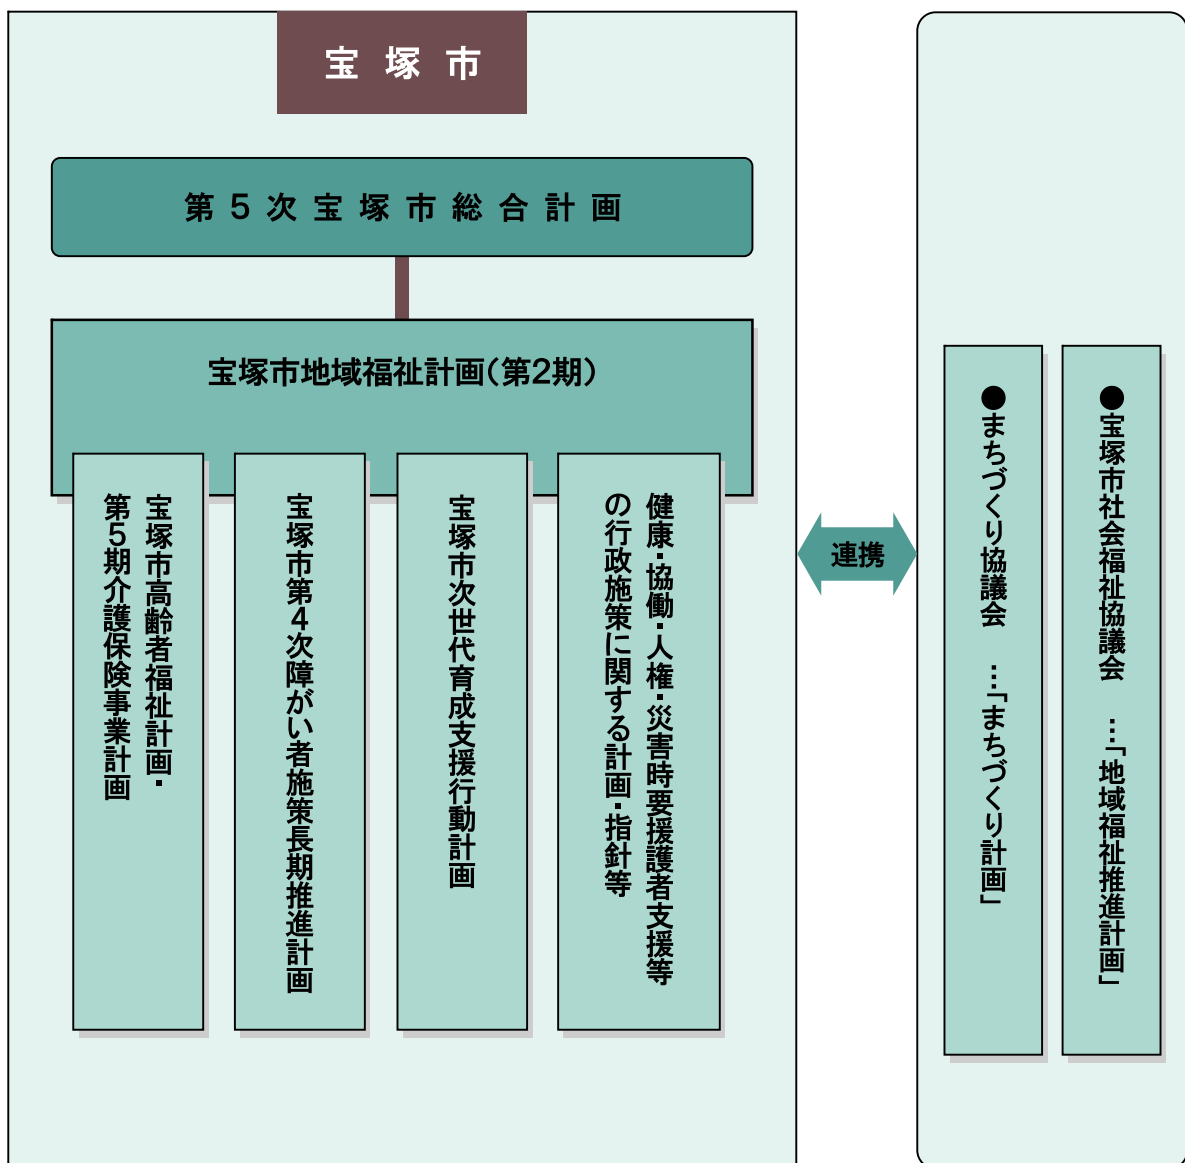 宝塚市
第5次宝塚市総合計画
宝塚市地域福祉計画(第2期)
宝塚市高齢者福祉計画・
第5期介護保険事業計画
宝塚市第4次障がい者施策長期推進計画
宝塚市次世代育成支援行動計画
健康・協働・人権・災害時要援護者支援等
の行政施策に関する計画・指針等
連携
●宝塚市社会福祉協議会 …「地域福祉推進計画」
●まちづくり協議会 …「まちづくり計画」